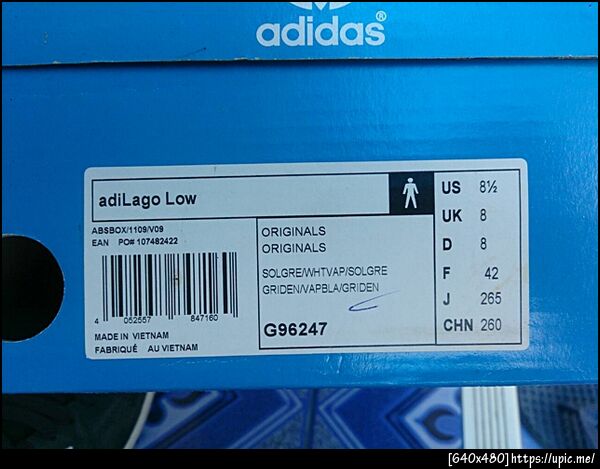 adidas®
adiLago Low
ABSBOX/1109/V09
EAN PO# 107482422
4 052557 847160
MADE IN VIETNAM
FABRIQUÉ AU VIETNAM
ORIGINALS
ORIGINALS
SOLGRE/WHTVAP/SOLGRE
GRIDEN/VAPBLA/GRIDEN
G96247
US 8½
UK 8
D 8
F 42
J 265
CHN 260
[640x480]https://upic.me/